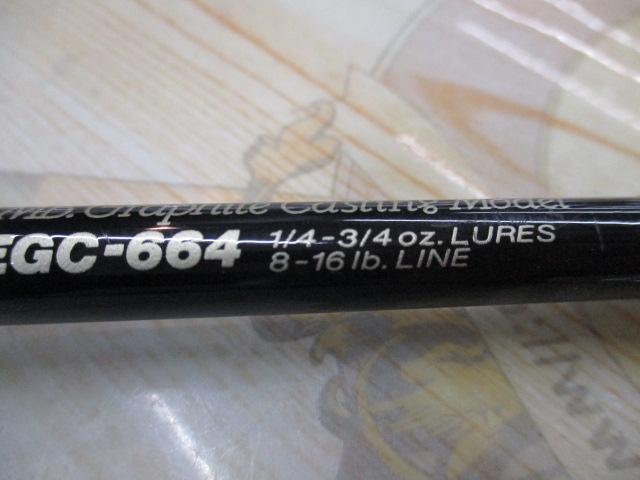 Graphite Casting Model
EGC-664 1/4-3/4 oz. LURES
8-16 lb. LINE